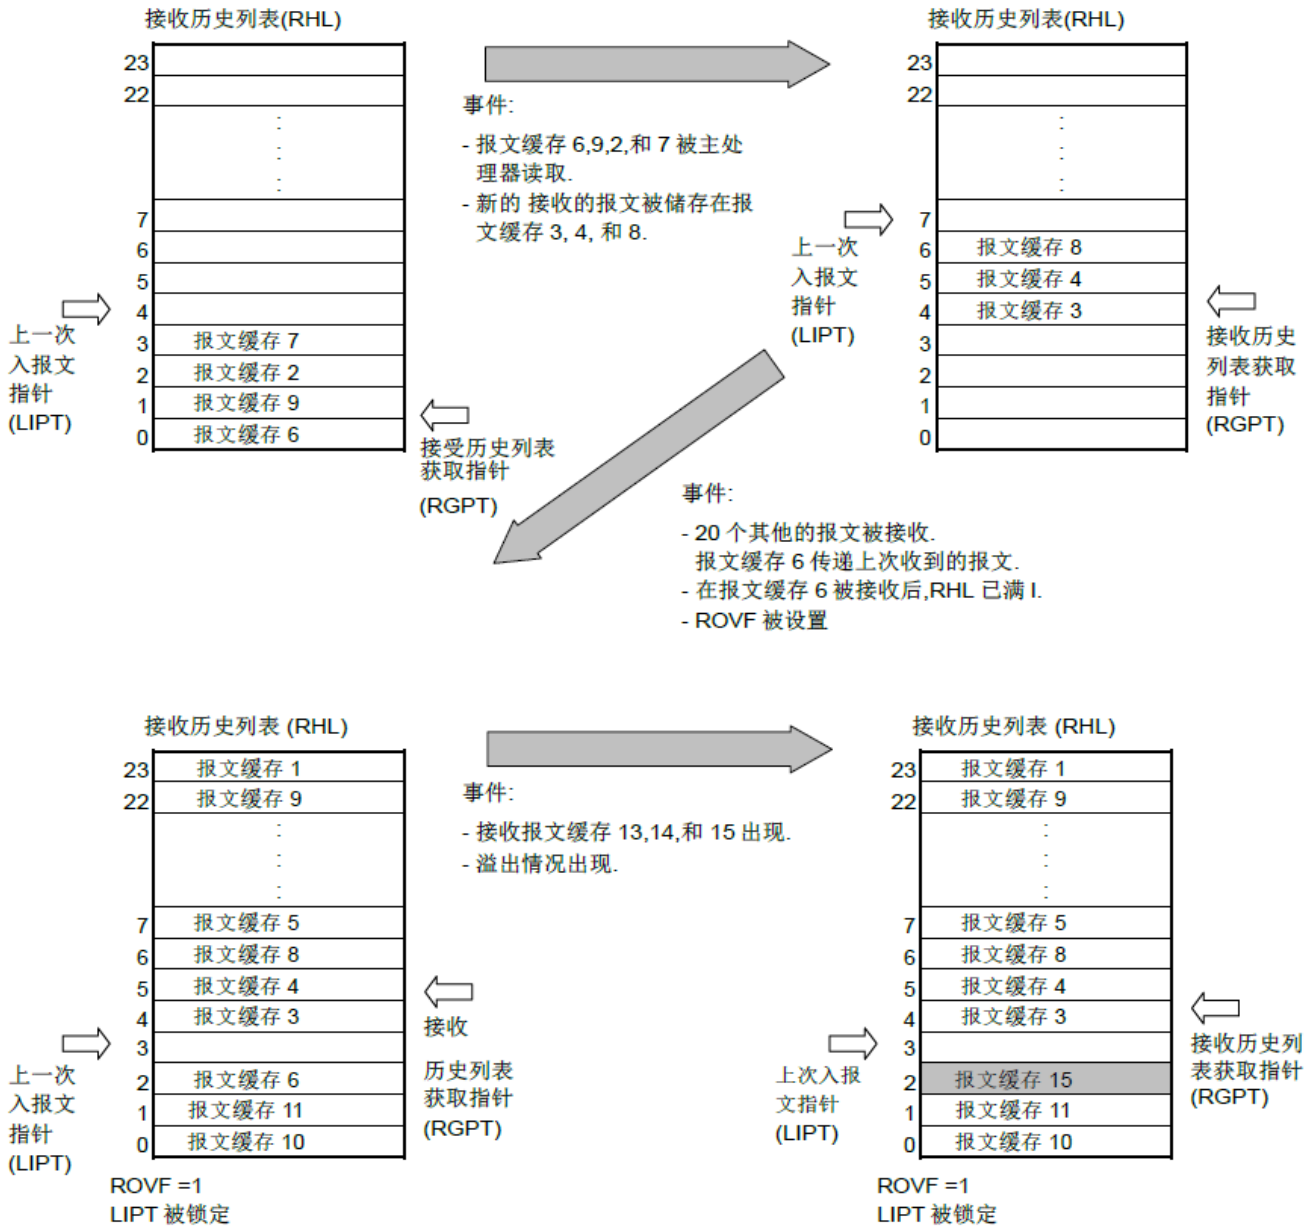 接收历史列表(RHL)
23
22
:
:
:
7
6
5
4
3 报文缓存 7
2 报文缓存 2
1 报文缓存 9
0 报文缓存 6
上一次
入报文
指针
(LIPT)
接受历史列表
获取指针
(RGPT)
事件:
- 报文缓存 6,9,2,和 7 被主处
理器读取.
- 新的 接收的报文被储存在报
文缓存 3, 4, 和 8.
接收历史列表(RHL)
23
22
:
:
:
7
6 报文缓存 8
5 报文缓存 4
4 报文缓存 3
3
2
1
0
上一次
入报文
指针
(LIPT)
接收历史
列表获取
指针
(RGPT)
事件:
- 20 个其他的报文被接收.
报文缓存 6 传递上次收到的报文.
- 在报文缓存 6 被接收后,RHL 已满 I.
- ROVF 被设置
接收历史列表 (RHL)
23 报文缓存 1
22 报文缓存 9
:
:
:
7 报文缓存 5
6 报文缓存 8
5 报文缓存 4
4 报文缓存 3
3
2 报文缓存 6
1 报文缓存 11
0 报文缓存 10
上一次
入报文
指针
(LIPT)
接收
历史列表
获取指针
(RGPT)
ROVF =1
LIPT 被锁定
事件:
- 接收报文缓存 13,14,和 15 出现.
- 溢出情况出现.
接收历史列表 (RHL)
23 报文缓存 1
22 报文缓存 9
:
:
:
7 报文缓存 5
6 报文缓存 8
5 报文缓存 4
4 报文缓存 3
3
2 报文缓存 15
1 报文缓存 11
0 报文缓存 10
上次入报
文指针
(LIPT)
接收历史列
表获取指针
(RGPT)
ROVF =1
LIPT 被锁定